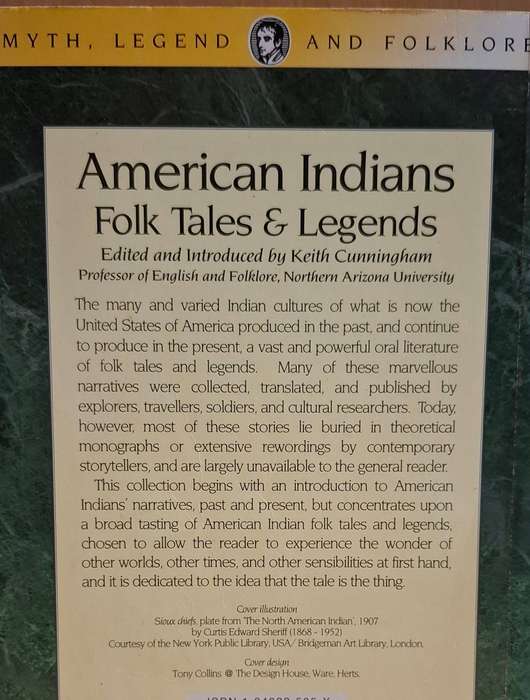 MYTH, LEGEND AND FOLKLORE
American Indians
Folk Tales & Legends
Edited and Introduced by Keith Cunningham
Professor of English and Folklore, Northern Arizona University
The many and varied Indian cultures of what is now the
United States of America produced in the past, and continue
to produce in the present, a vast and powerful oral literature
of folk tales and legends. Many of these marvellous
narratives were collected, translated, and published by
explorers, travellers, soldiers, and cultural researchers. Today,
however, most of these stories lie buried in theoretical
monographs or extensive rewordings by contemporary
storytellers, and are largely unavailable to the general reader.
This collection begins with an introduction to American
Indians' narratives, past and present, but concentrates upon
a broad tasting of American Indian folk tales and legends,
chosen to allow the reader to experience the wonder of
other worlds, other times, and other sensibilities at first hand,
and it is dedicated to the idea that the tale is the thing.
Cover illustration
Sioux chiefs, plate from 'The North American Indian', 1907
by Curtis Edward Sheriff (1868 - 1952)
Courtesy of the New York Public Library, USA/ Bridgeman Art Library, London.
Cover design
Tony Collins @ The Design House, Ware, Herts.